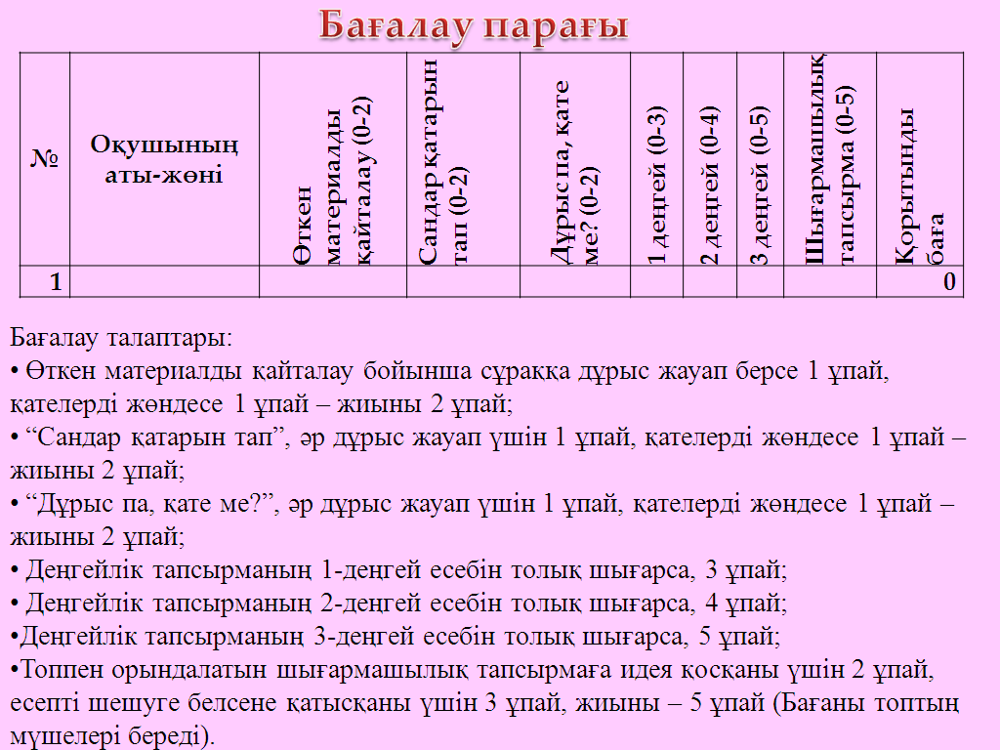 Бағалау парағы
№
Оқушының
аты-жөні
Өткен
материалды
қайталау (0-2)
Сандар қатарын
тап (0-2)
Дұрыс па, қате
ме? (0-2)
1 деңгей (0-3)
2 деңгей (0-4)
3 деңгей (0-5)
Шығармашылық
тапсырма (0-5)
Қорытынды
баға
1
0
Бағалау талаптары:
• Өткен материалды қайталау бойынша сұраққа дұрыс жауап берсе 1 ұпай,
қателерді жөндесе 1 ұпай – жиыны 2 ұпай;
• “Сандар қатарын тап”, әр дұрыс жауап үшін 1 ұпай, қателерді жөндесе 1 ұпай –
жиыны 2 ұпай;
• “Дұрыс па, қате ме?”, әр дұрыс жауап үшін 1 ұпай, қателерді жөндесе 1 ұпай –
жиыны 2 ұпай;
• Деңгейлік тапсырманың 1-деңгей есебін толық шығарса, 3 ұпай;
• Деңгейлік тапсырманың 2-деңгей есебін толық шығарса, 4 ұпай;
•Деңгейлік тапсырманың 3-деңгей есебін толық шығарса, 5 ұпай;
•Топпен орындалатын шығармашылық тапсырмаға идея қосқаны үшін 2 ұпай,
есепті шешуге белсене қатысқаны үшін 3 ұпай, жиыны – 5 ұпай (Бағаны топтың
мүшелері береді).